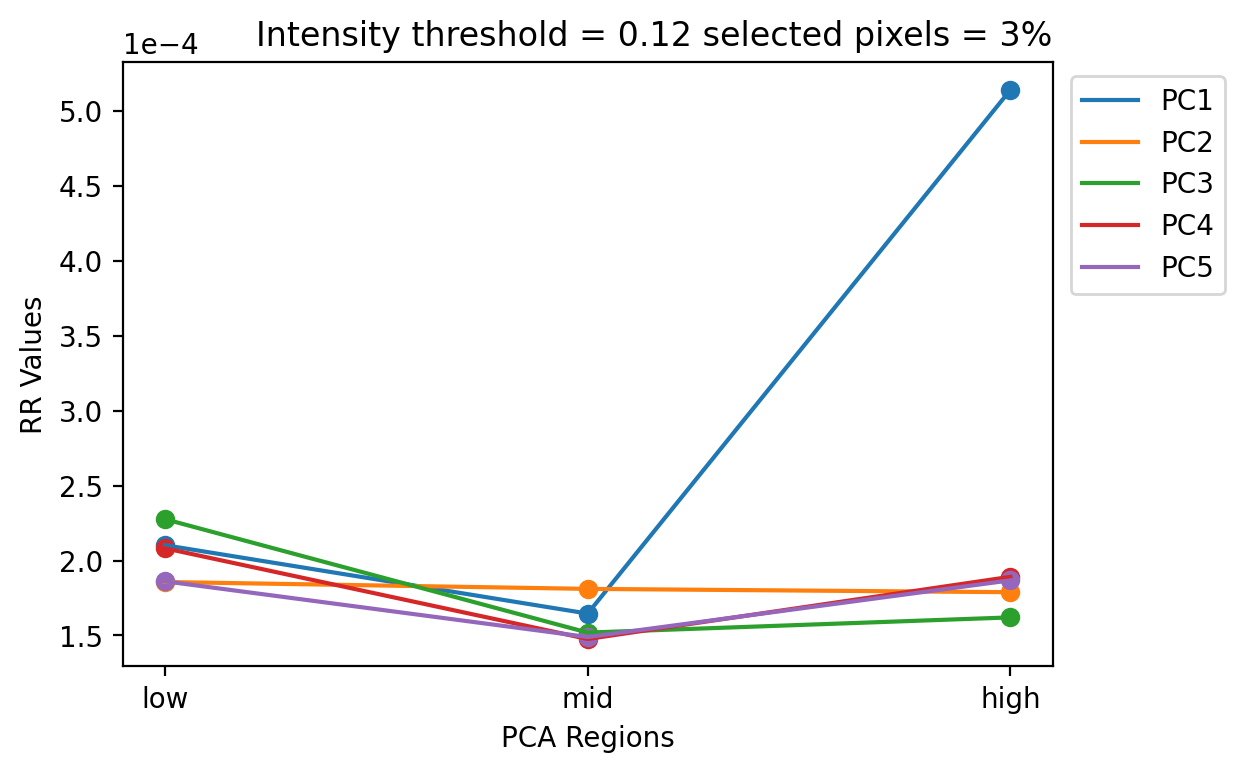 Intensity threshold = 0.12 selected pixels = 3%
1e−4
5.0
4.5
4.0
3.5
3.0
2.5
2.0
1.5
RR Values
low mid high
PCA Regions
PC1
PC2
PC3
PC4
PC5